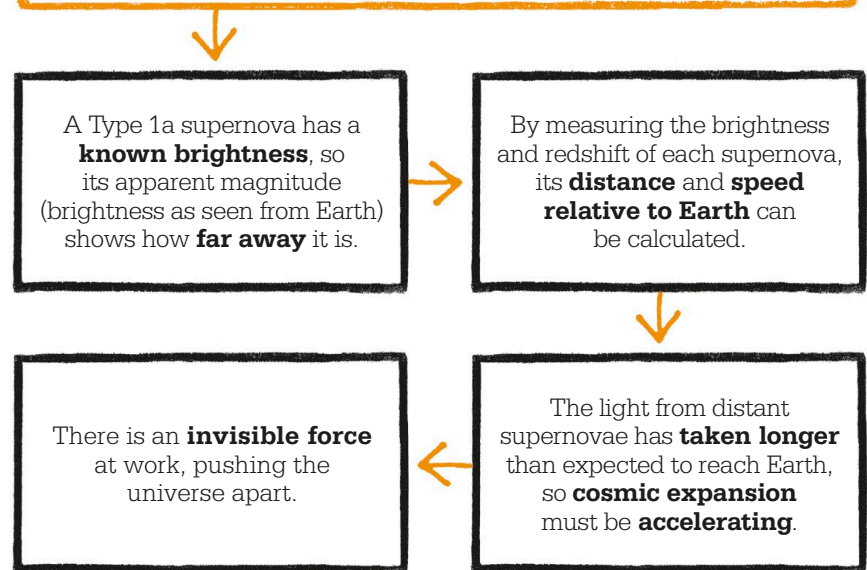 A Type 1a supernova has a
known brightness, so
its apparent magnitude
(brightness as seen from Earth)
shows how far away it is.
By measuring the brightness
and redshift of each supernova,
its distance and speed
relative to Earth can
be calculated.
The light from distant
supernovae has taken longer
than expected to reach Earth,
so cosmic expansion
must be accelerating.
There is an invisible force
at work, pushing the
universe apart.